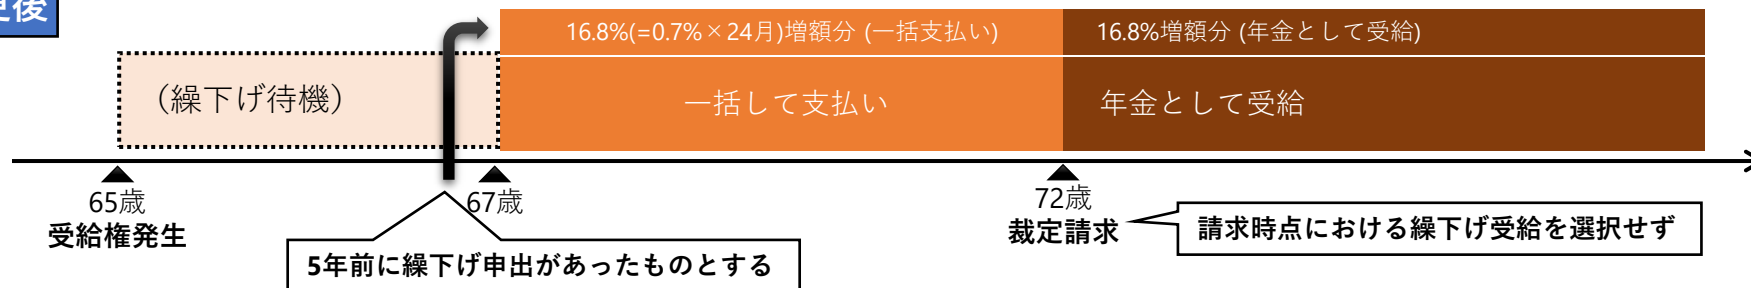 後
16.8%(=0.7%×24月)増額分 (一括支払い)
16.8%増額分 (年金として受給)
（繰下げ待機）
一括して支払い
年金として受給
65歳
受給権発生
67歳
72歳
裁定請求
請求時点における繰下げ受給を選択せず
5年前に繰下げ申出があったものとする